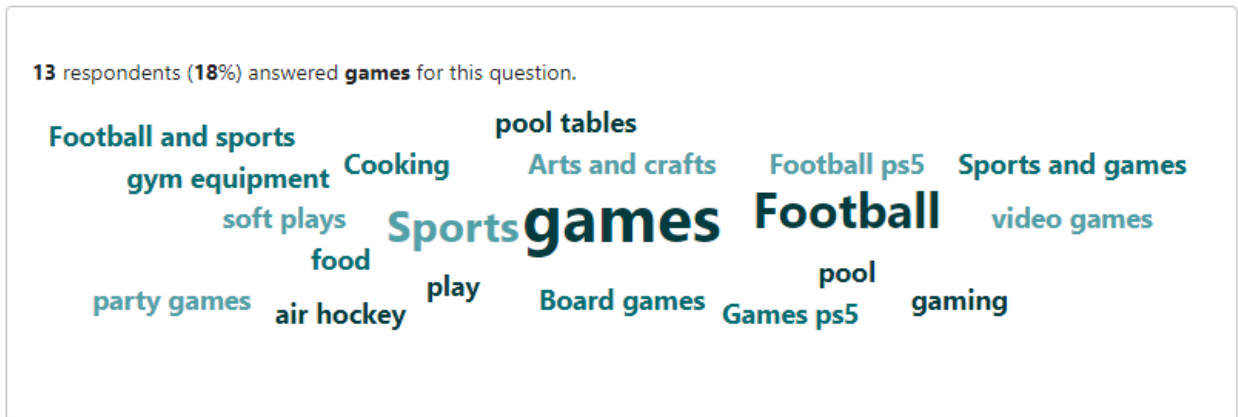 13 respondents (18%) answered games for this question.
pool tables
Football and sports
Cooking
Arts and crafts
Football ps5
Sports and games
gym equipment
soft plays
Sports
games
Football
video games
food
play
pool
party games
air hockey
Board games
Games ps5
gaming